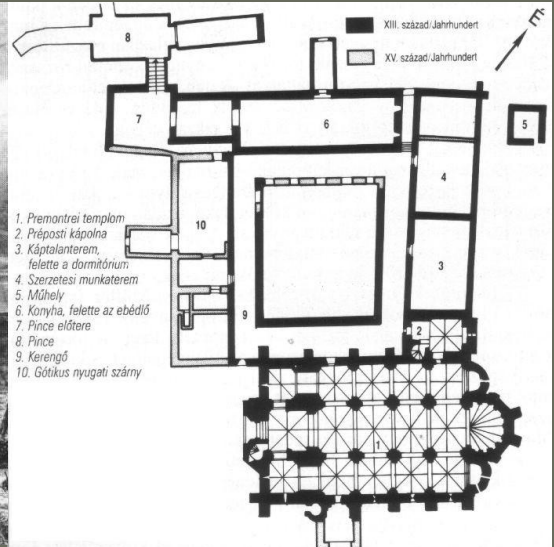 XIII. század/Jahrhundert
XV. század/Jahrhundert
É
8
7
6
5
4
10
3
9
2
1
1. Premontrei templom
2. Préposti kápolna
3. Káptalanterem,
felette a dormitórium
4. Szerzetesi munkaterem
5. Műhely
6. Konyha, felette az ebédlő
7. Pince előtere
8. Pince
9. Kerengő
10. Gótikus nyugati szárny